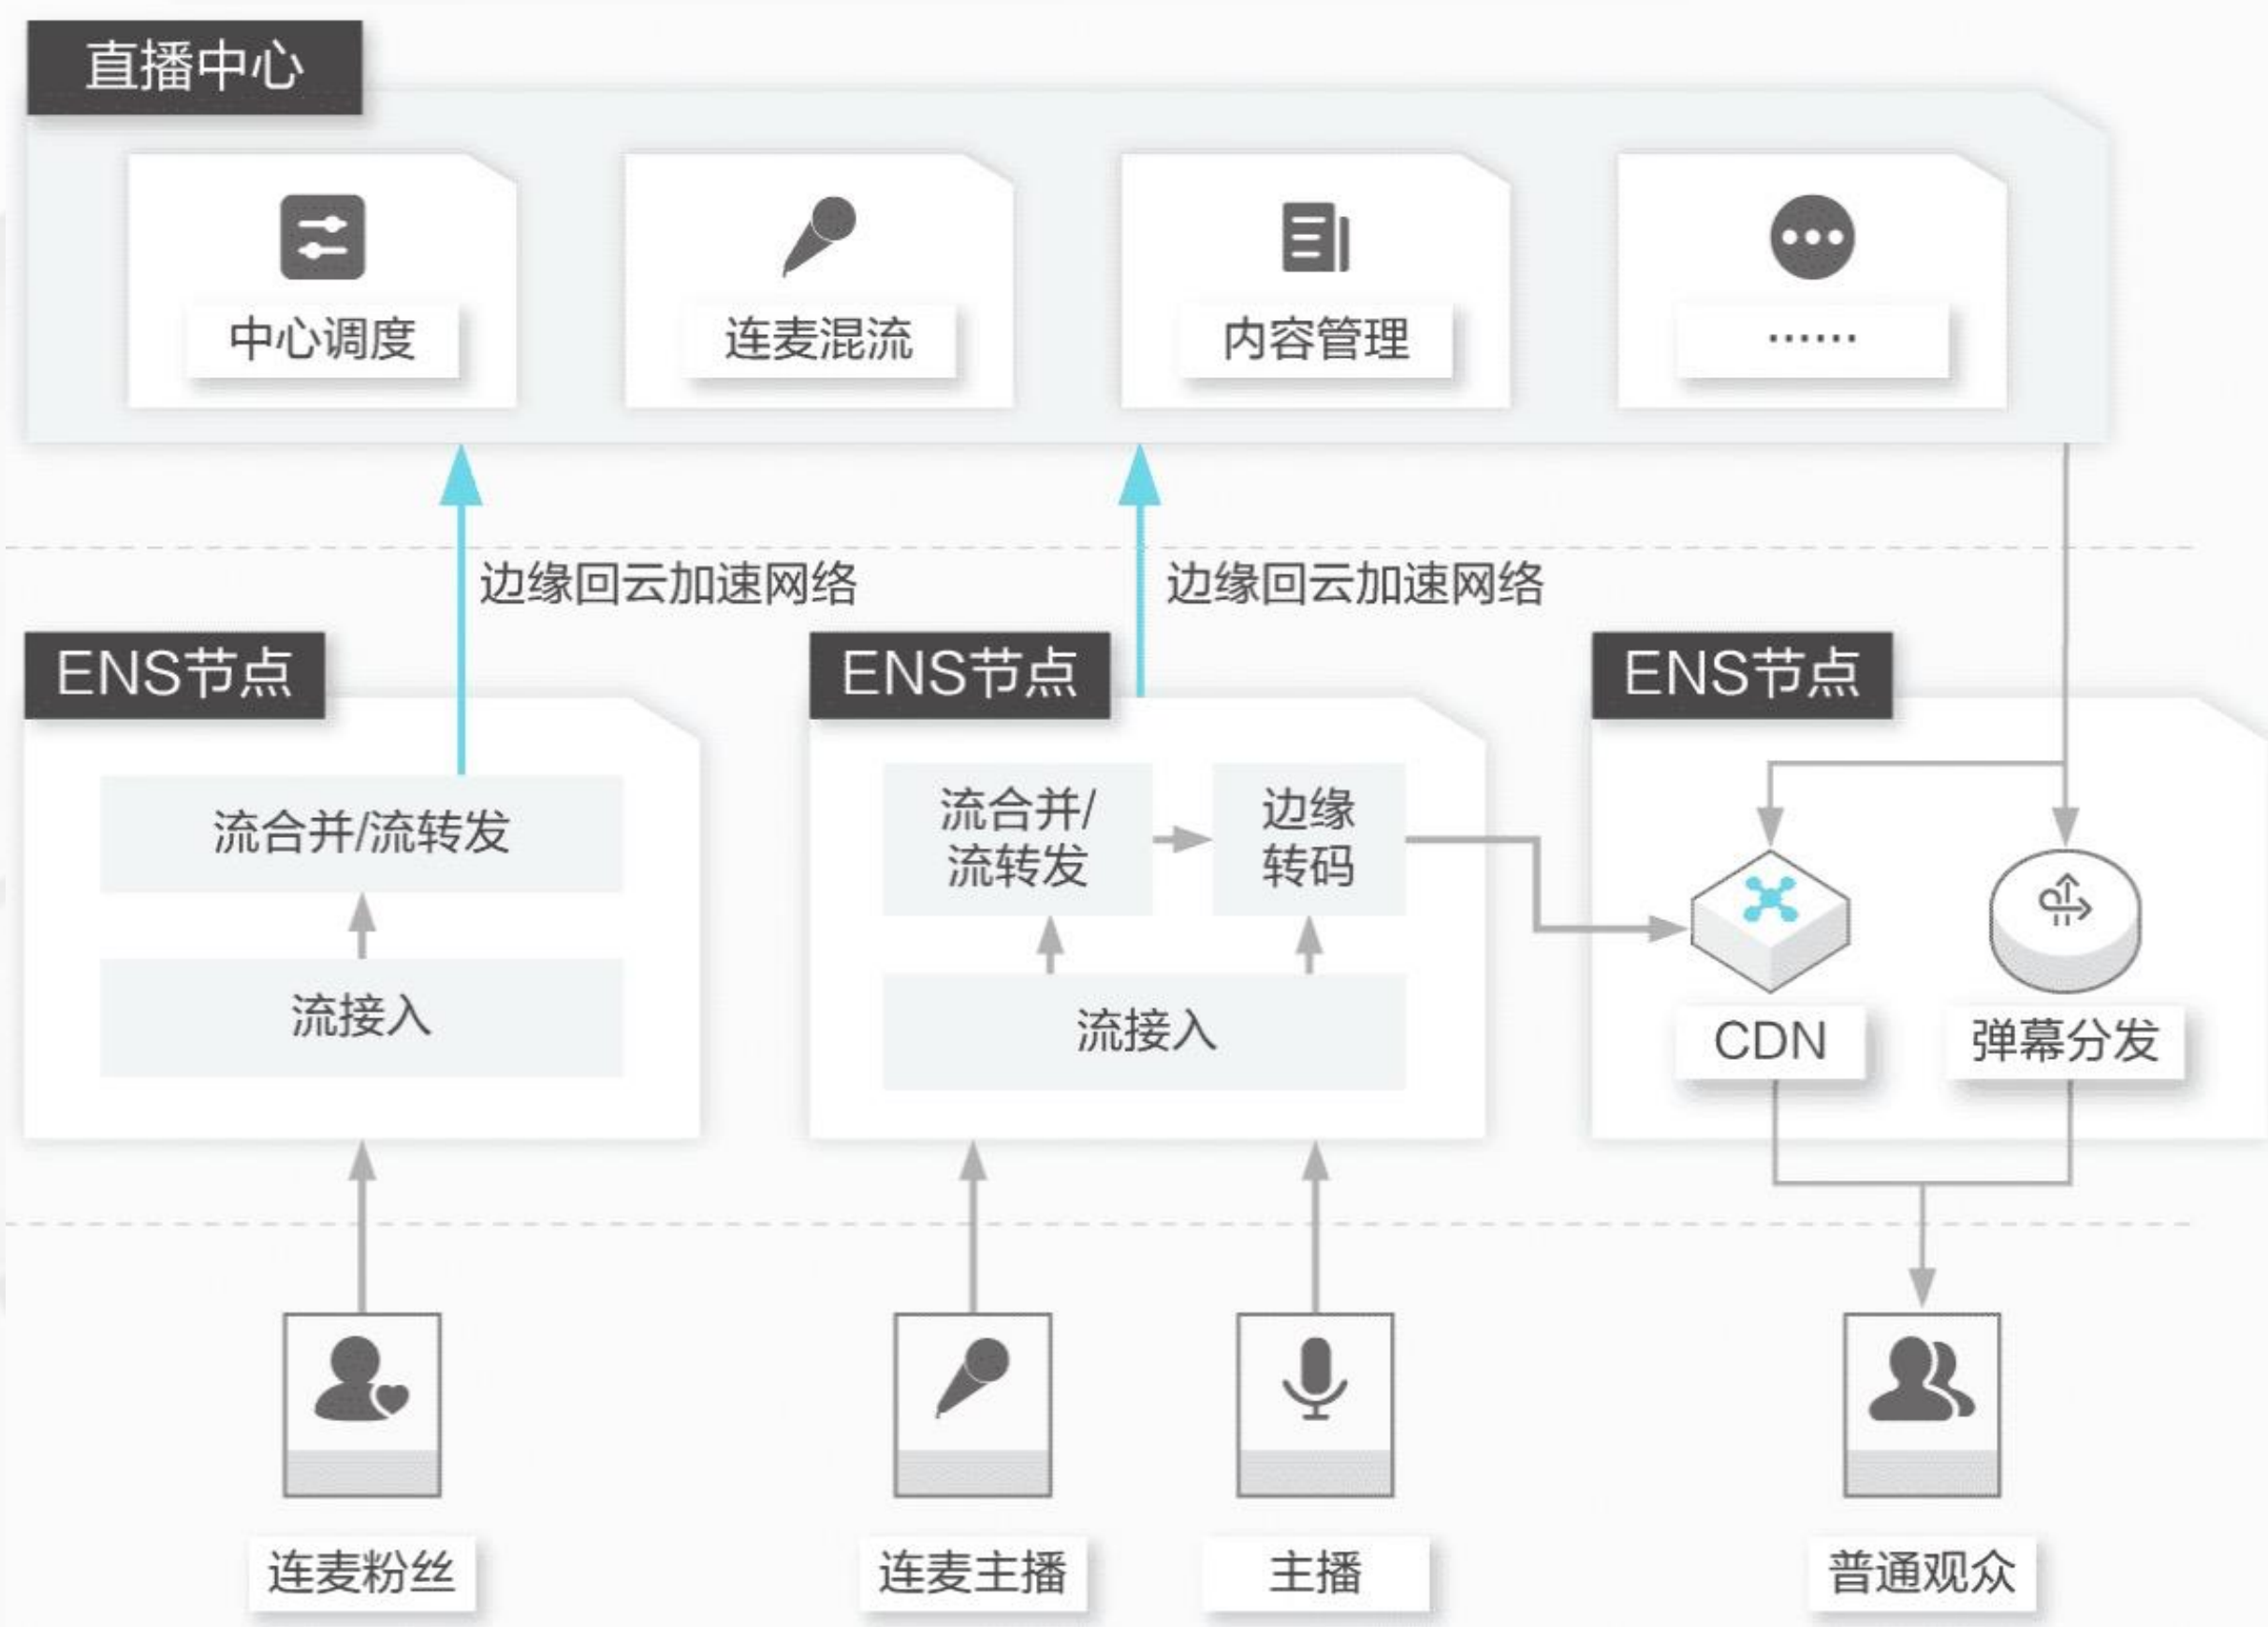 直播中心
中心调度
连麦混流
内容管理
......
边缘回云加速网络
边缘回云加速网络
ENS节点
ENS节点
ENS节点
流合并/流转发
流接入
流合并/
流转发
边缘
转码
流接入
CDN
弹幕分发
连麦粉丝
连麦主播
主播
普通观众